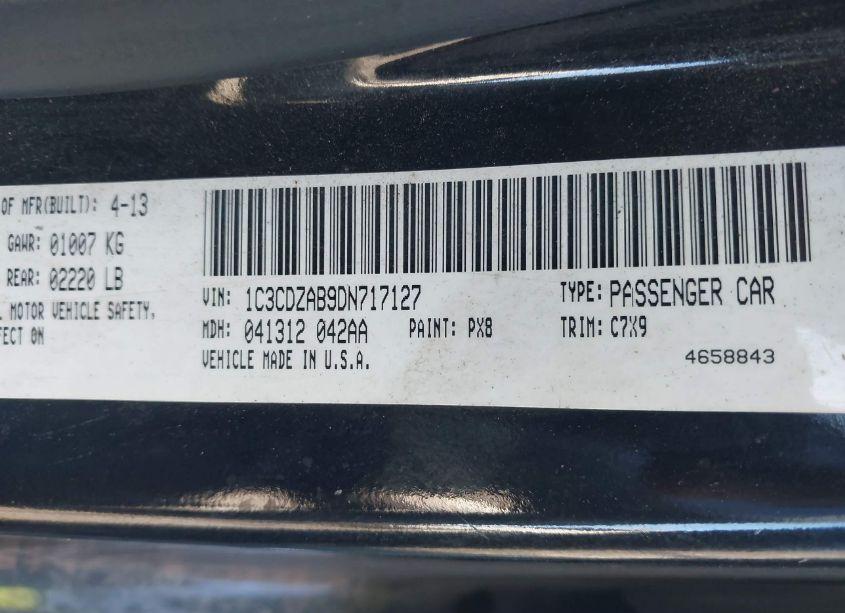 OF MFR(BUILT): 4-13
GAWR: 01007 KG
REAR: 02220 LB
MOTOR VEHICLE SAFETY,
FECT ON
VIN: 1C3CDZAB9DN717127
TYPE: PASSENGER CAR
MDH: 041312 042AA
PAINT: PX8
TRIM: C7X9
VEHICLE MADE IN U.S.A.
4658843